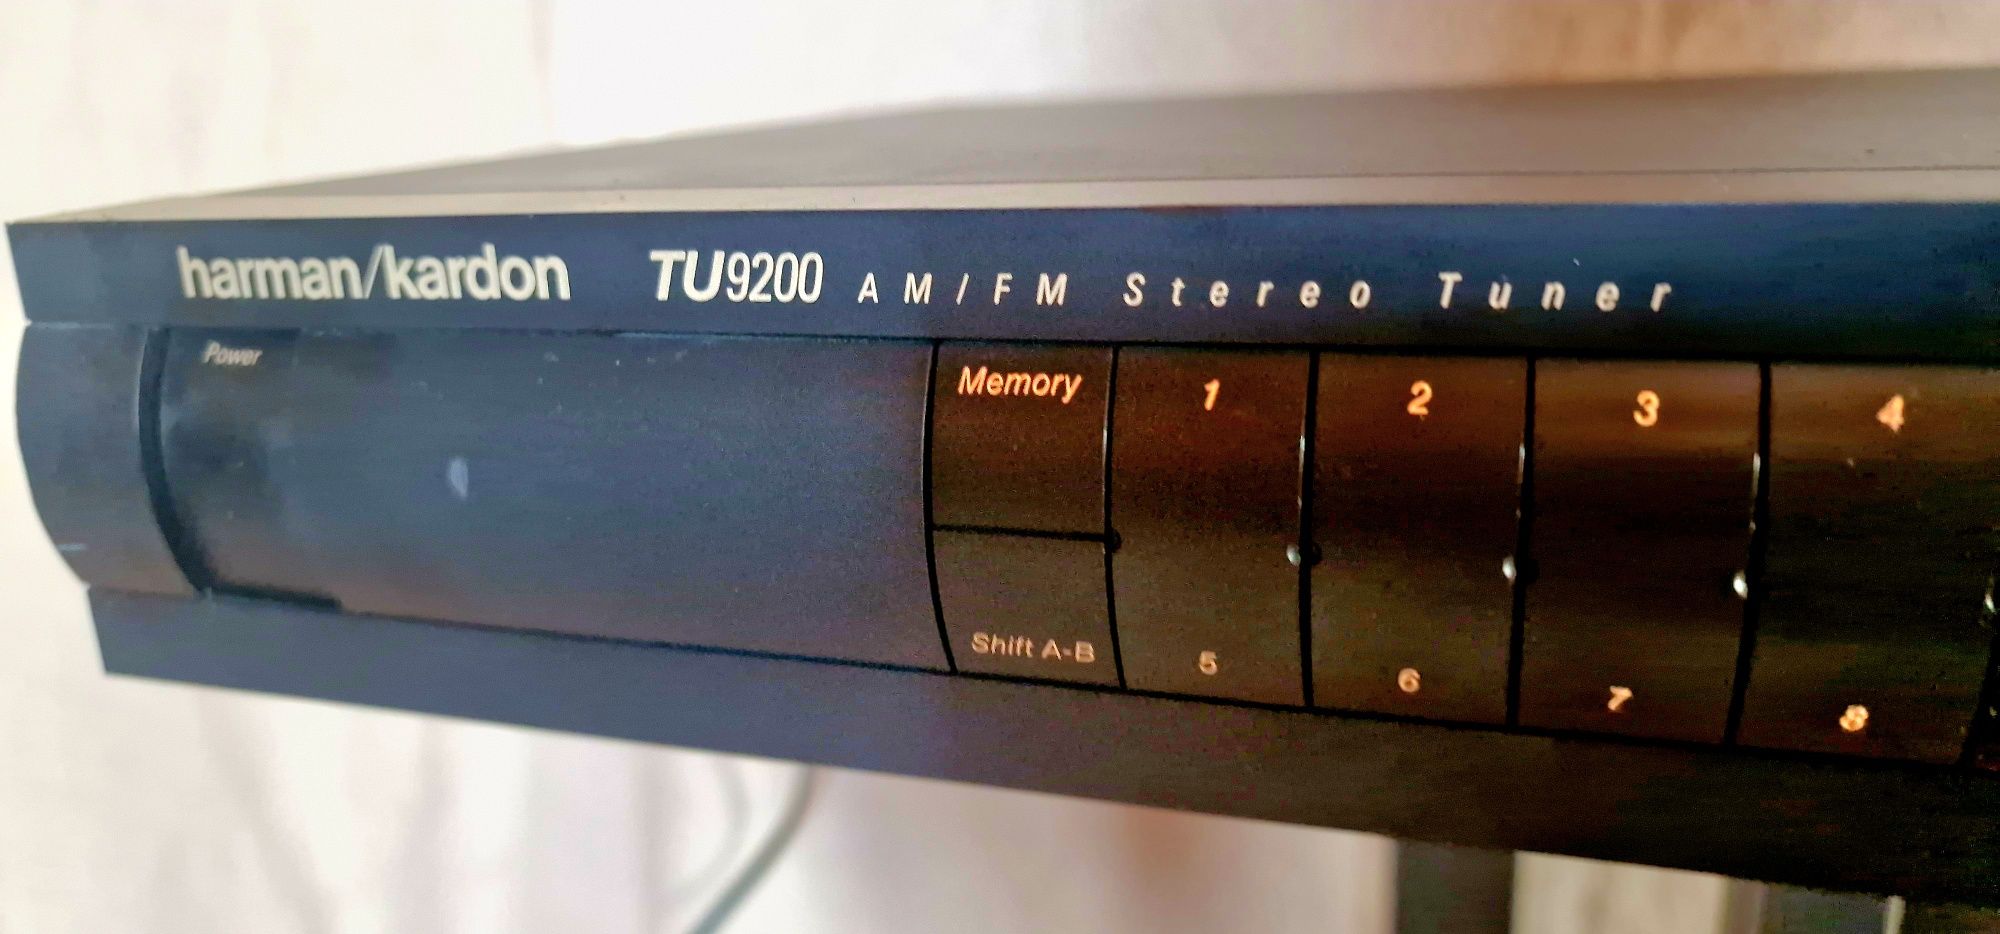 harman/kardon TU9200 AM/FM Stereo Tuner
Power
Memory 1 2 3 4
Shift A-B 5 6 7 8